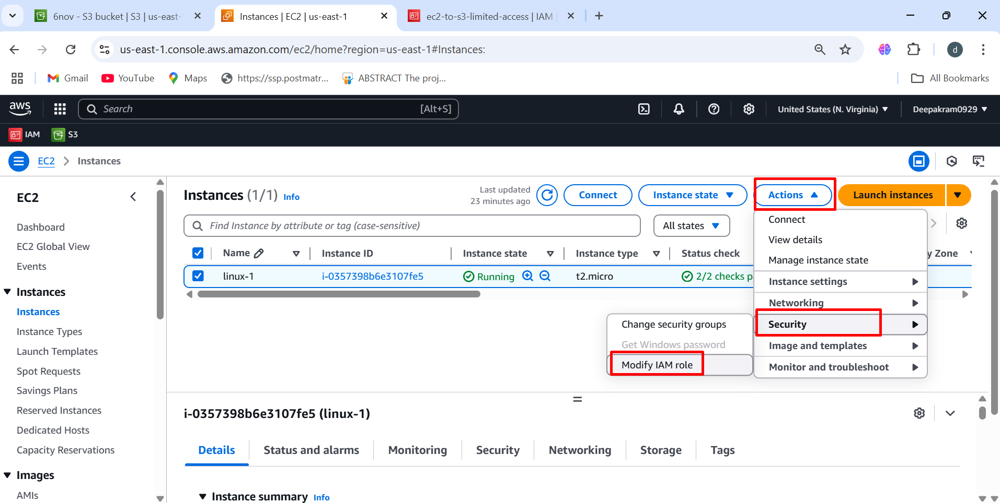 6nov - S3 bucket | S3 | us-east-
Instances | EC2 | us-east-1
ec2-to-s3-limited-access | IAM
us-east-1.console.aws.amazon.com/ec2/home?region=us-east-1#Instances:
d
Gmail
YouTube
Maps
https://ssp.postmatr...
ABSTRACT The proj...
All Bookmarks
aws
Search
[Alt+S]
United States (N. Virginia)
Deepakram0929
IAM
S3
EC2
Instances
EC2
Dashboard
EC2 Global View
Events
Instances
Instances
Instance Types
Launch Templates
Spot Requests
Savings Plans
Reserved Instances
Dedicated Hosts
Capacity Reservations
Images
AMIs
Instances (1/1) Info
Last updated
23 minutes ago
Connect
Instance state
Actions
Launch instances
Find Instance by attribute or tag (case-sensitive)
All states
Name
Instance ID
Instance state
Instance type
Status check
y Zone
linux-1
i-0357398b6e3107fe5
Running
t2.micro
2/2 checks p
Connect
View details
Manage instance state
Instance settings
Networking
Security
Image and templates
Monitor and troubleshoot
Change security groups
Get Windows password
Modify IAM role
i-0357398b6e3107fe5 (linux-1)
Details
Status and alarms
Monitoring
Security
Networking
Storage
Tags
Instance summary Info